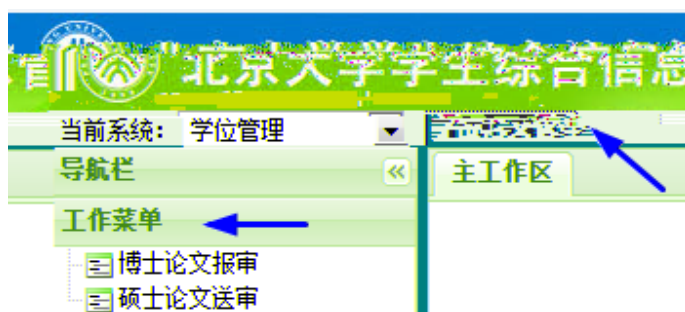 北京大学学生综合信息
当前系统： 学位管理
导航栏
主工作区
工作菜单
博士论文报审
硕士论文送审